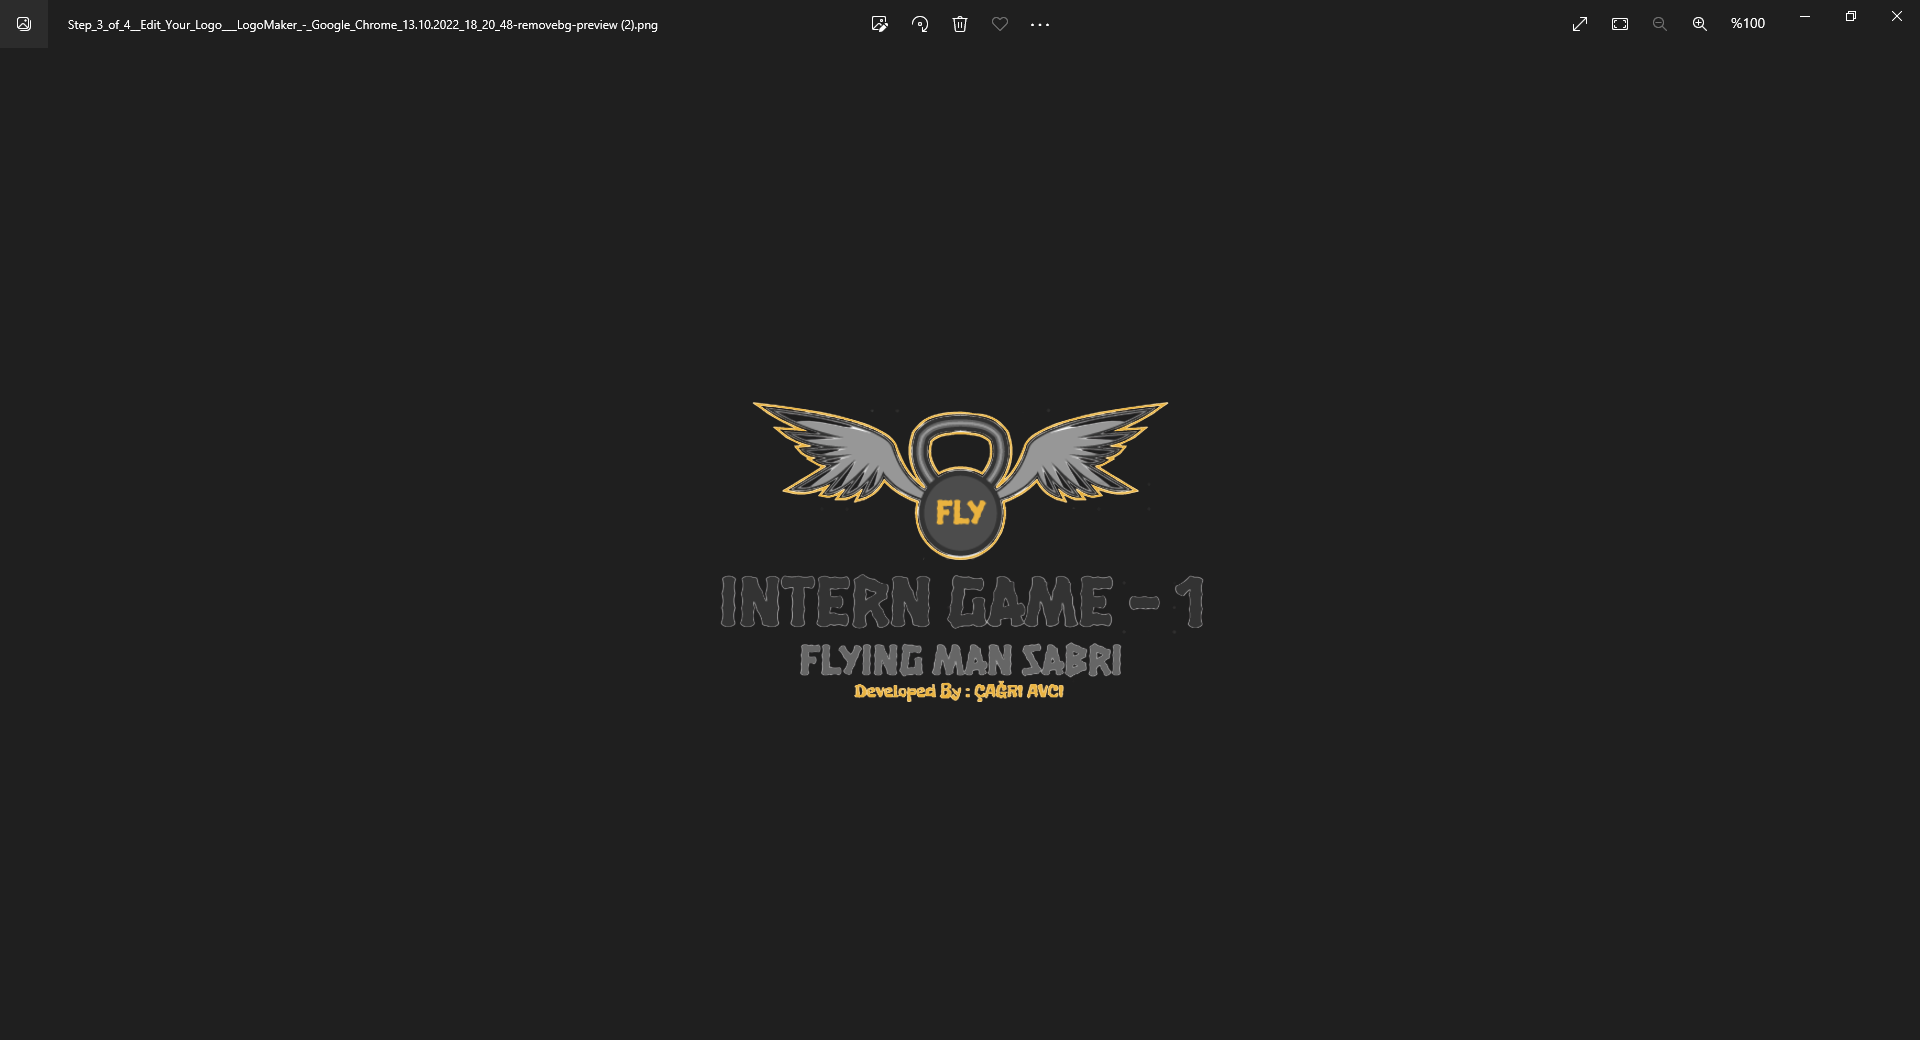 Step_3_of_4__Edit_Your_Logo___LogoMaker_-_Google_Chrome_13.10.2022_18_20_48-removebg-preview (2).png
%100
FLY
INTERN GAME - 1
FLYING MAN SABRI
Developed By : ÇAĞRI AVCI